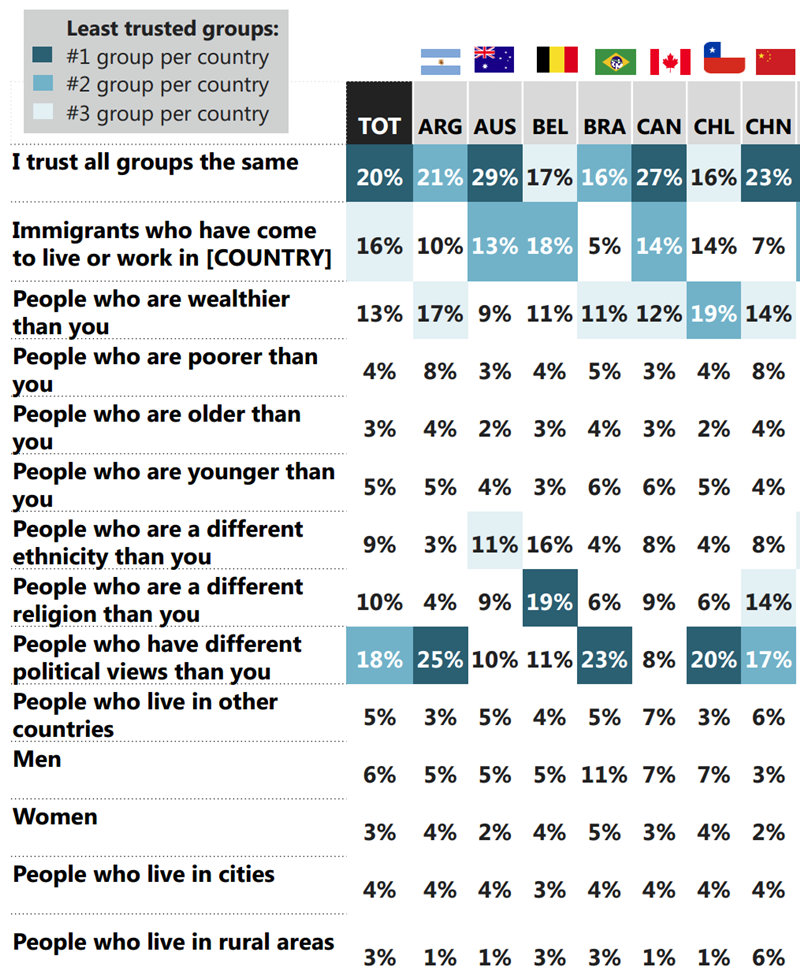 Least trusted groups:
#1 group per country
#2 group per country
#3 group per country
TOT ARG AUS BEL BRA CAN CHL CHN
I trust all groups the same
20% 21% 29% 17% 16% 27% 16% 23%
Immigrants who have come
to live or work in [COUNTRY]
16% 10% 13% 18% 5% 14% 14% 7%
People who are wealthier
than you
13% 17% 9% 11% 11% 12% 19% 14%
People who are poorer than
you
4% 8% 3% 4% 5% 3% 4% 8%
People who are older than
you
3% 4% 2% 3% 4% 3% 2% 4%
People who are younger than
you
5% 5% 4% 3% 6% 6% 5% 4%
People who are a different
ethnicity than you
9% 3% 11% 16% 4% 8% 4% 8%
People who are a different
religion than you
10% 4% 9% 19% 6% 9% 6% 14%
People who have different
political views than you
18% 25% 10% 11% 23% 8% 20% 17%
People who live in other
countries
5% 3% 5% 4% 5% 7% 3% 6%
Men
6% 5% 5% 5% 11% 7% 7% 3%
Women
3% 4% 2% 4% 5% 4% 4% 2%
People who live in cities
4% 4% 4% 3% 4% 4% 4% 4%
People who live in rural areas
3% 1% 1% 3% 3% 1% 1% 6%